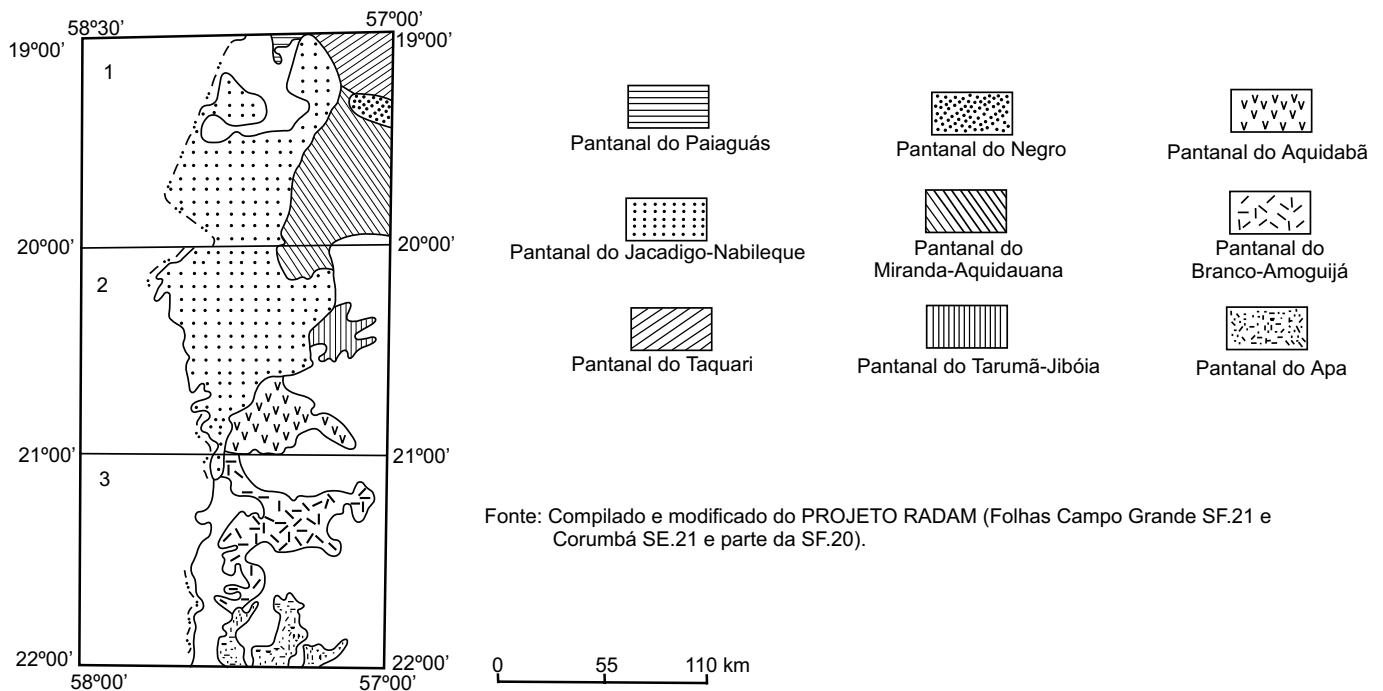 58º30’
57º00’
19º00’
19º00’
1
20º00’
20º00’
2
21º00’
21º00’
3
22º00’
22º00’
58º00’
57º00’
Pantanal do Paiaguás
Pantanal do Negro
Pantanal do Aquidabã
Pantanal do Jacadigo-Nabileque
Pantanal do
Miranda-Aquidauana
Pantanal do
Branco-Amoguijá
Pantanal do Taquari
Pantanal do Tarumã-Jibóia
Pantanal do Apa
Fonte: Compilado e modificado do PROJETO RADAM (Folhas Campo Grande SF.21 e
Corumbá SE.21 e parte da SF.20).
0 55 110 km